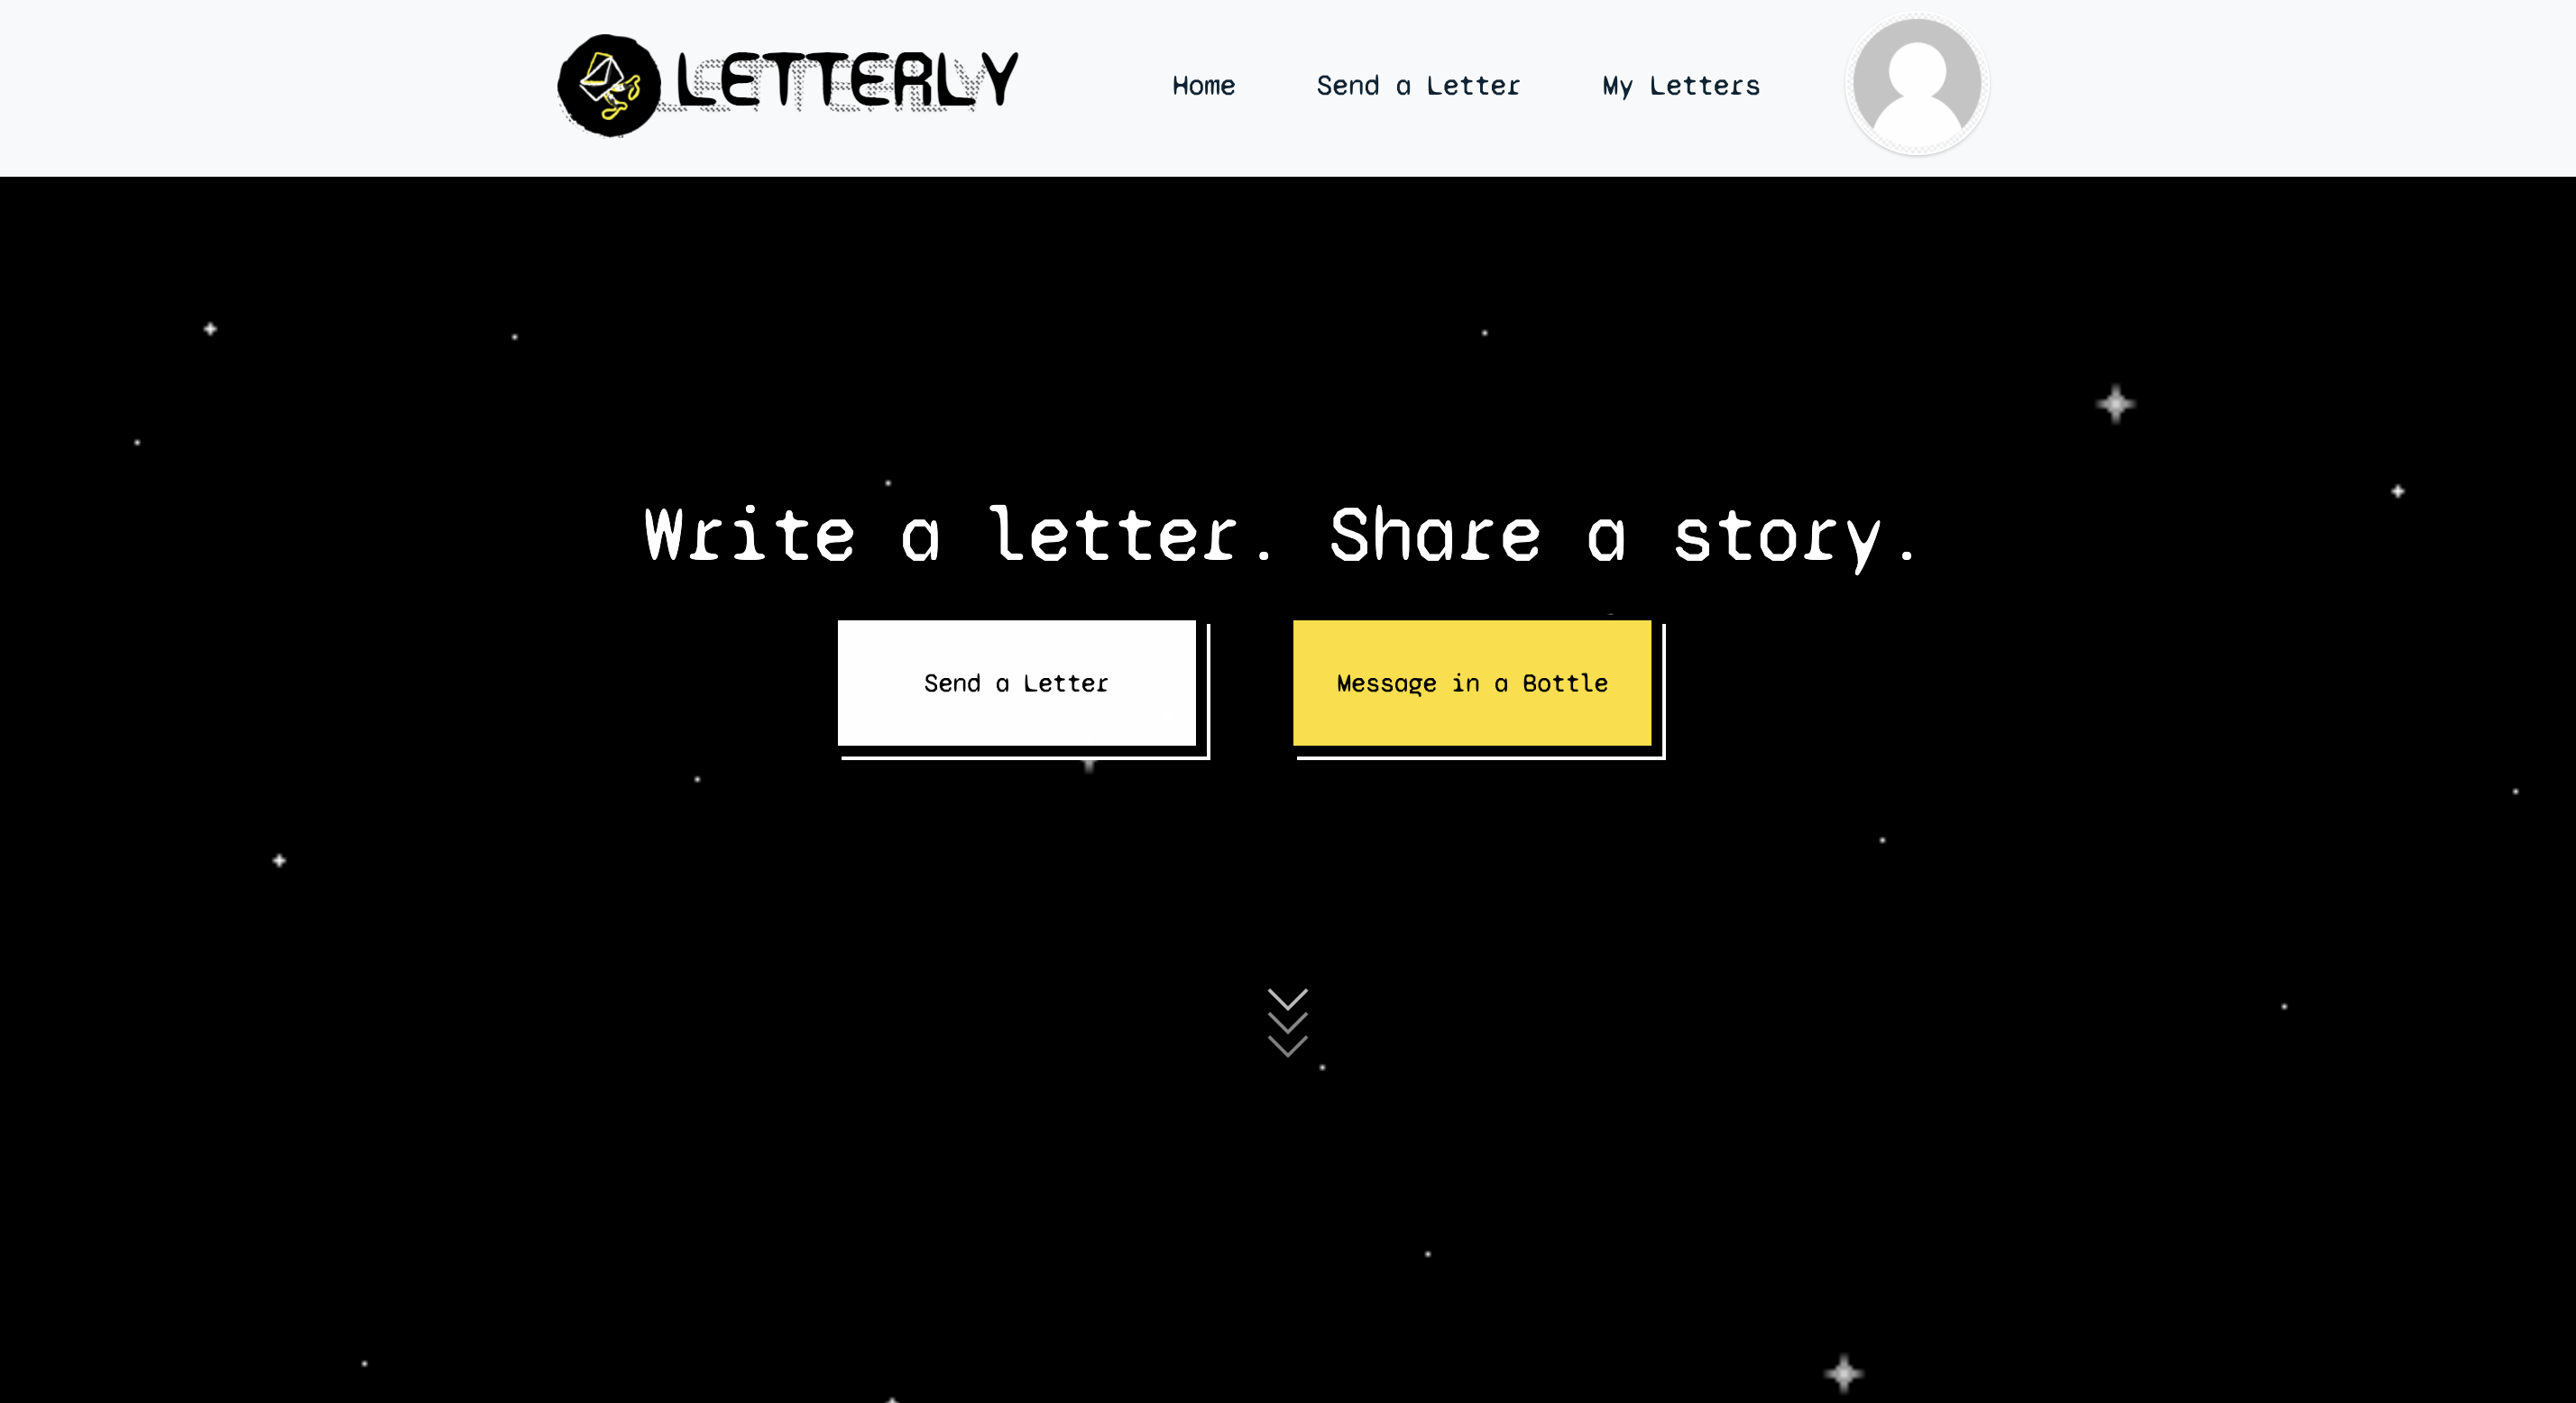 LETTERLY
Home Send a Letter My Letters
Write a letter. Share a story.
Send a Letter
Message in a Bottle